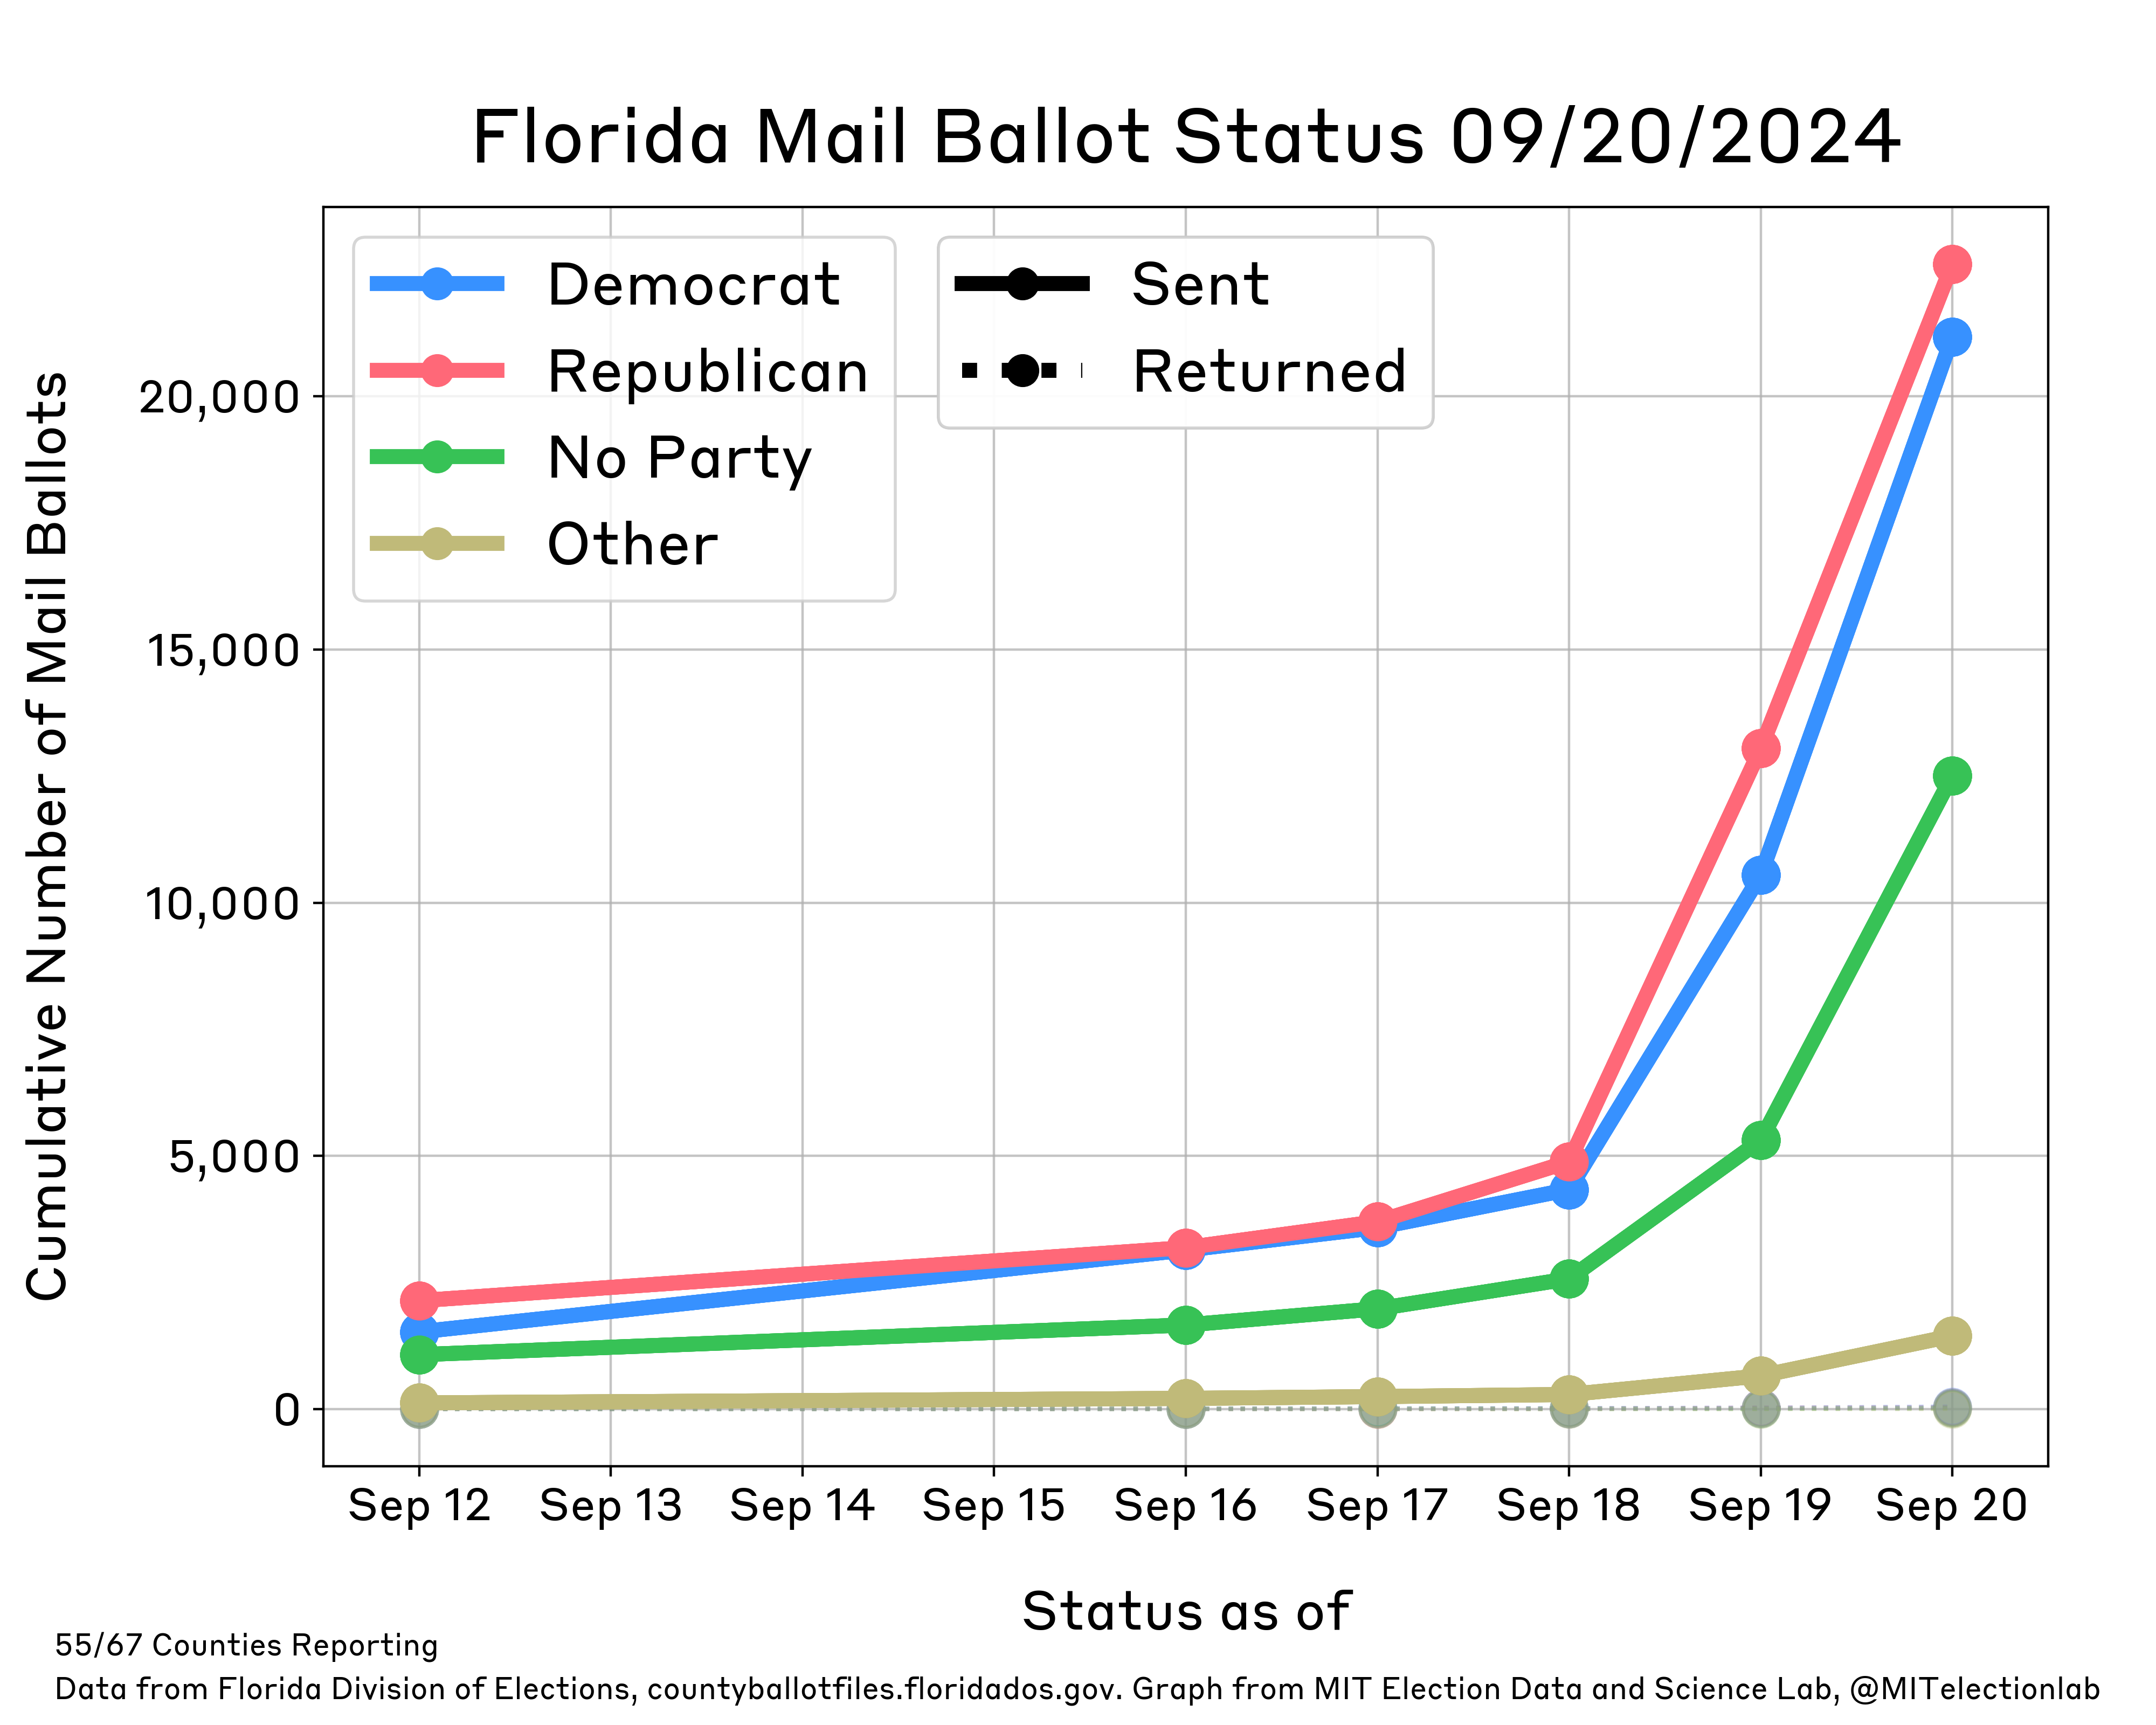 Florida Mail Ballot Status 09/20/2024
Democrat
Republican
No Party
Other
Sent
Returned
Cumulative Number of Mail Ballots
20,000
15,000
10,000
5,000
0
Sep 12 Sep 13 Sep 14 Sep 15 Sep 16 Sep 17 Sep 18 Sep 19 Sep 20
Status as of
55/67 Counties Reporting
Data from Florida Division of Elections, countyballotfiles.floridados.gov. Graph from MIT Election Data and Science Lab, @MITelectionlab